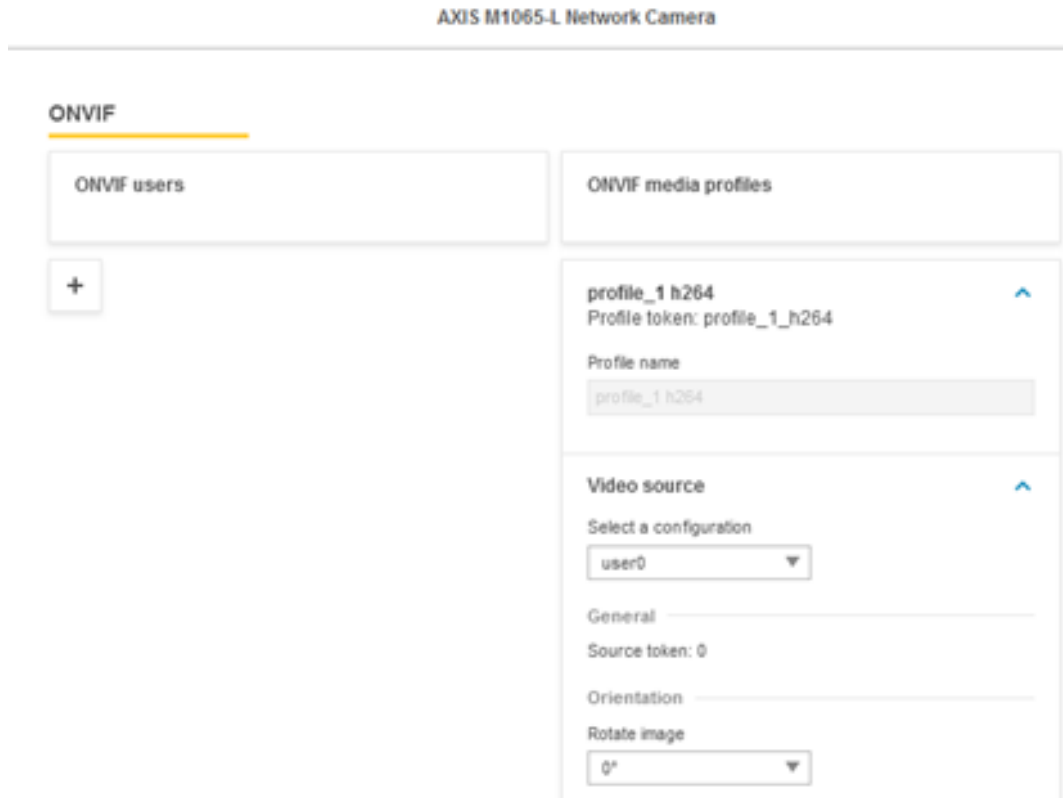 AXIS M1065-L Network Camera
ONVIF
ONVIF users
+
ONVIF media profiles
profile_1 h264
Profile token: profile_1_h264
Profile name
profile_1 h264
Video source
Select a configuration
user0
General
Source token: 0
Orientation
Rotate image
0°